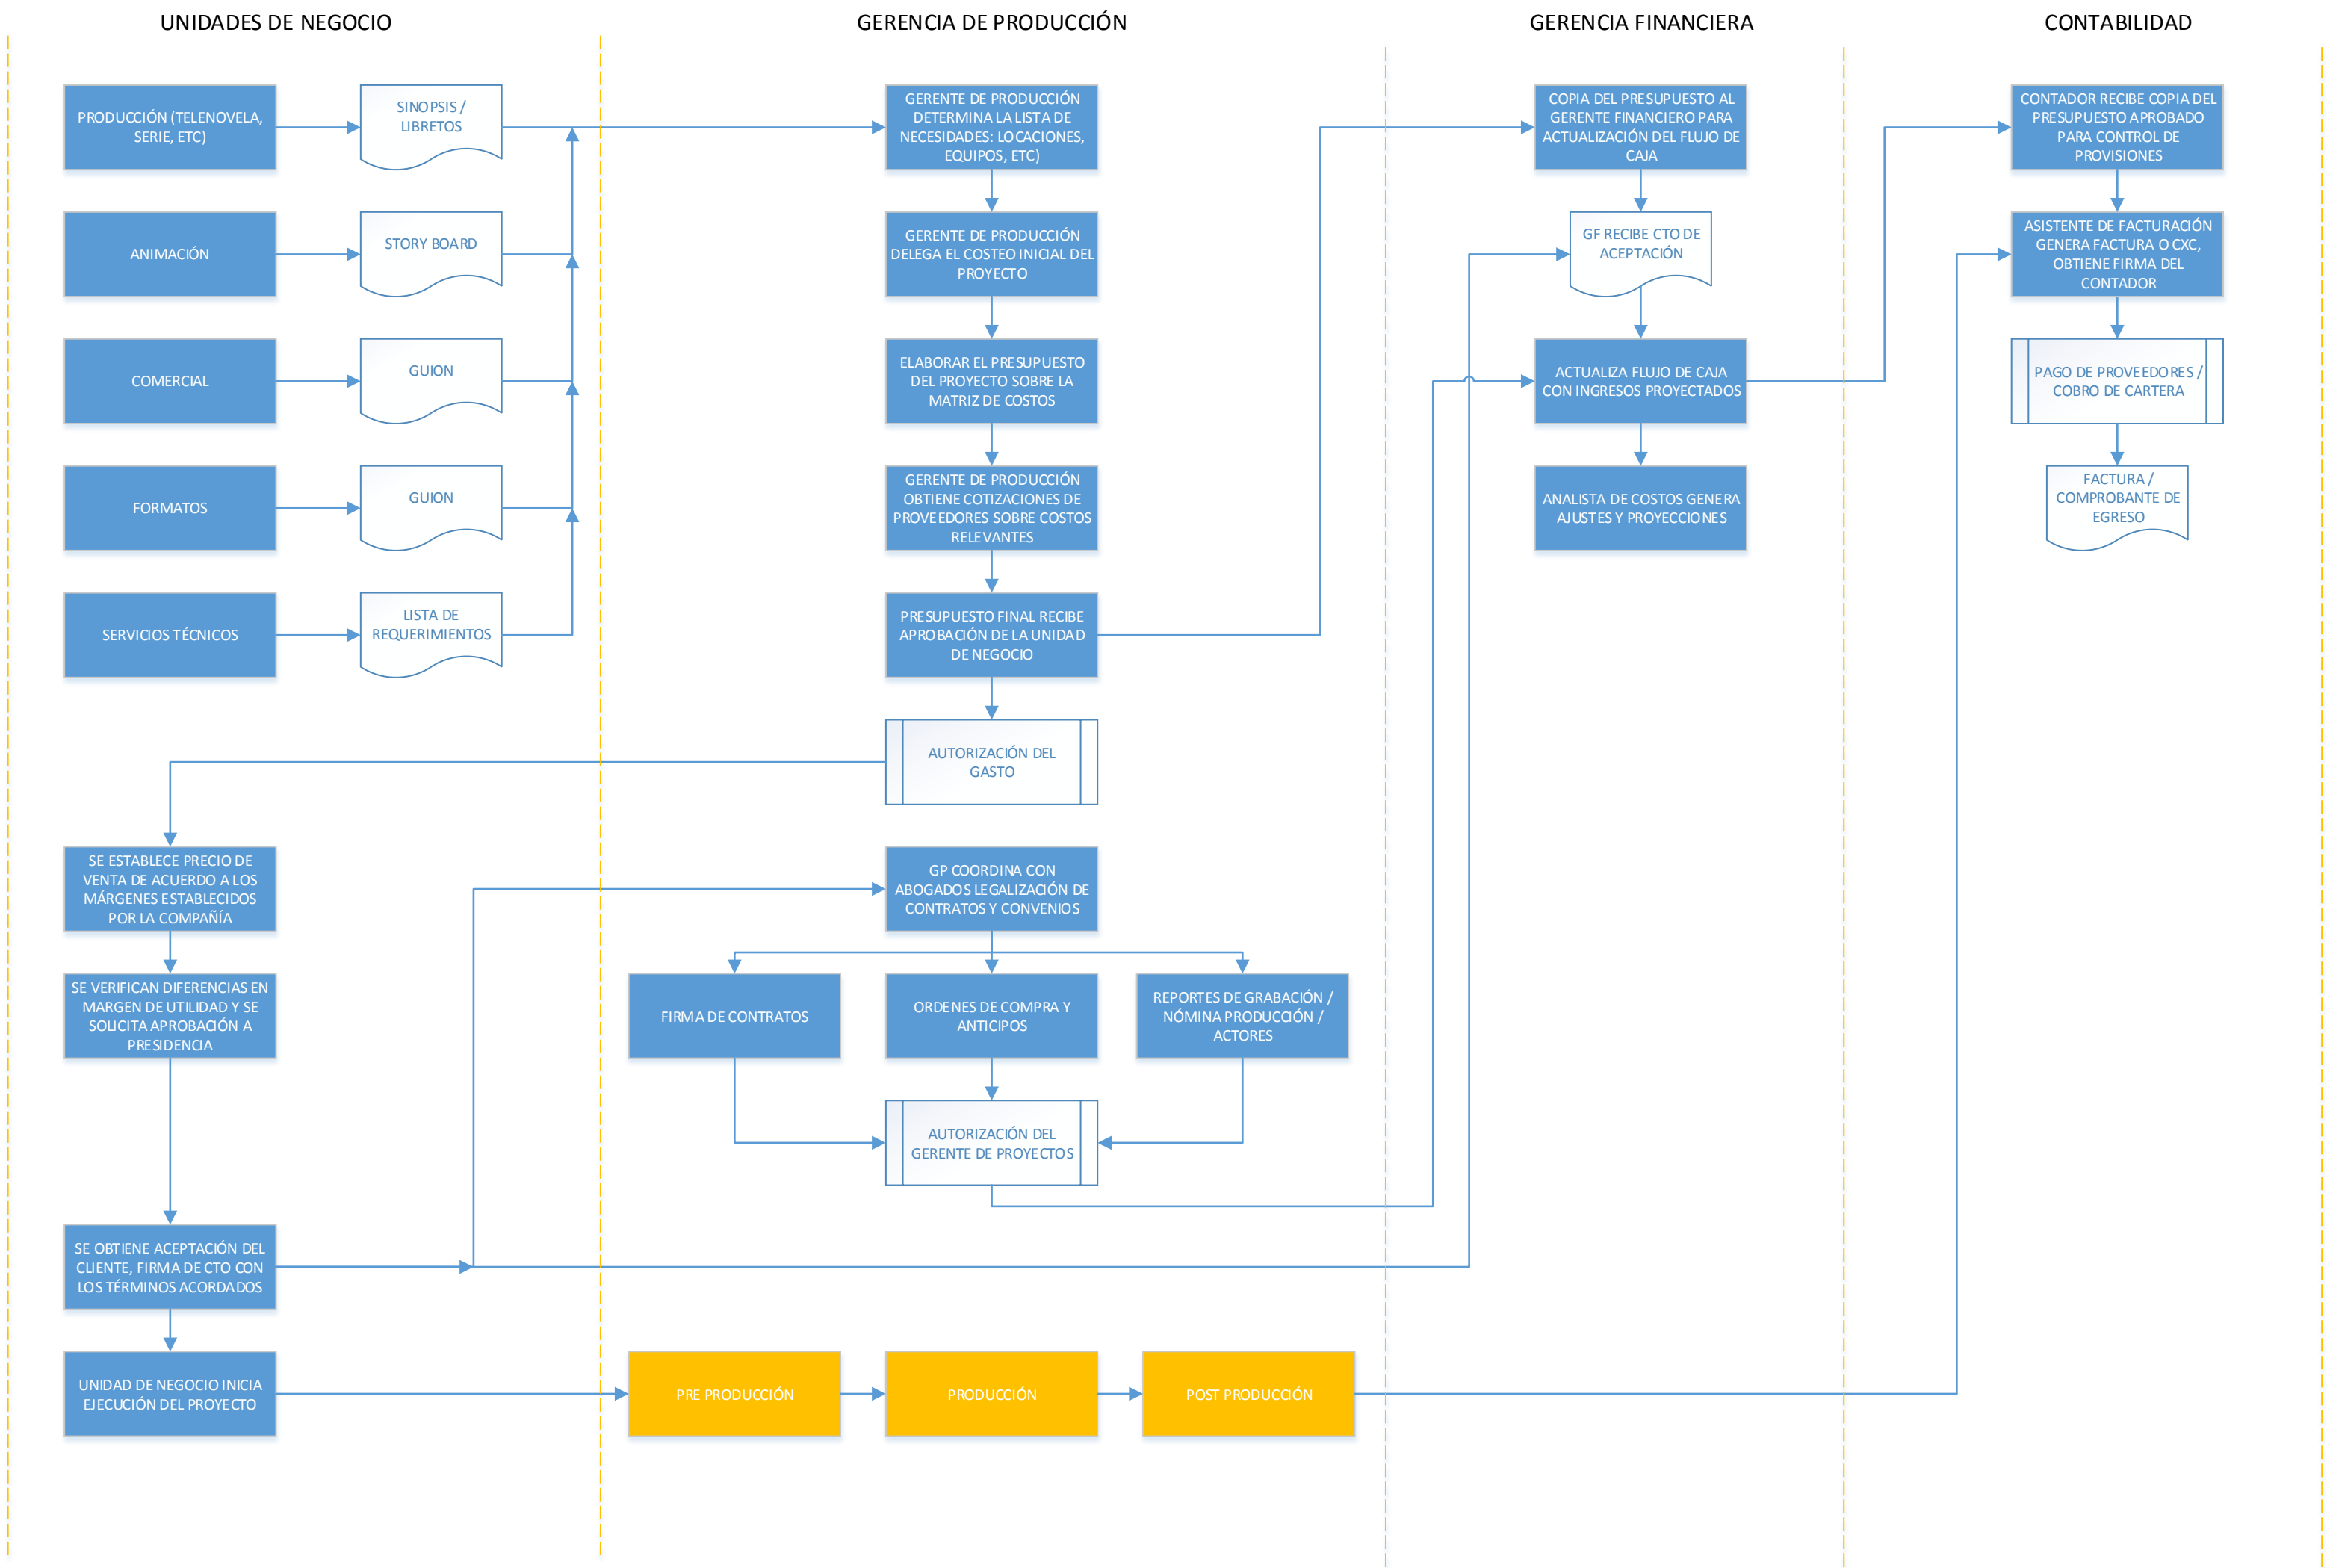 UNIDADES DE NEGOCIO
GERENCIA DE PRODUCCIÓN
GERENCIA FINANCIERA
CONTABILIDAD
PRODUCCIÓN (TELENOVELA,
SERIE, ETC)
SINOPSIS /
LIBRETOS
ANIMACIÓN
STORY BOARD
COMERCIAL
GUION
FORMATOS
GUION
SERVICIOS TÉCNICOS
LISTA DE
REQUERIMIENTOS
SE ESTABLECE PRECIO DE
VENTA DE ACUERDO A LOS
MÁRGENES ESTABLECIDOS
POR LA COMPAÑÍA
SE VERIFICAN DIFERENCIAS EN
MARGEN DE UTILIDAD Y SE
SOLICITA APROBACIÓN A
PRESIDENCIA
SE OBTIENE ACEPTACIÓN DEL
CLIENTE, FIRMA DE CTO CON
LOS TÉRMINOS ACORDADOS
UNIDAD DE NEGOCIO INICIA
EJECUCIÓN DEL PROYECTO
GERENTE DE PRODUCCIÓN
DETERMINA LA LISTA DE
NECESIDADES: LOCACIONES,
EQUIPOS, ETC)
GERENTE DE PRODUCCIÓN
DELEGA EL COSTEO INICIAL DEL
PROYECTO
ELABORAR EL PRESUPUESTO
DEL PROYECTO SOBRE LA
MATRIZ DE COSTOS
GERENTE DE PRODUCCIÓN
OBTIENE COTIZACIONES DE
PROVEEDORES SOBRE COSTOS
RELEVANTES
PRESUPUESTO FINAL RECIBE
APROBACIÓN DE LA UNIDAD
DE NEGOCIO
AUTORIZACIÓN DEL
GASTO
GP COORDINA CON
ABOGADOS LEGALIZACIÓN DE
CONTRATOS Y CONVENIOS
FIRMA DE CONTRATOS
ORDENES DE COMPRA Y
ANTICIPOS
REPORTES DE GRABACIÓN /
NÓMINA PRODUCCIÓN /
ACTORES
AUTORIZACIÓN DEL
GERENTE DE PROYECTOS
PRE PRODUCCIÓN
PRODUCCIÓN
POST PRODUCCIÓN
COPIA DEL PRESUPUESTO AL
GERENTE FINANCIERO PARA
ACTUALIZACIÓN DEL FLUJO DE
CAJA
GF RECIBE CTO DE
ACEPTACIÓN
ACTUALIZA FLUJO DE CAJA
CON INGRESOS PROYECTADOS
ANALISTA DE COSTOS GENERA
AJUSTES Y PROYECCIONES
CONTADOR RECIBE COPIA DEL
PRESUPUESTO APROBADO
PARA CONTROL DE
PROVISIONES
ASISTENTE DE FACTURACIÓN
GENERA FACTURA O CXC,
OBTIENE FIRMA DEL
CONTADOR
PAGO DE PROVEEDORES /
COBRO DE CARTERA
FACTURA /
COMPROBANTE DE
EGRESO